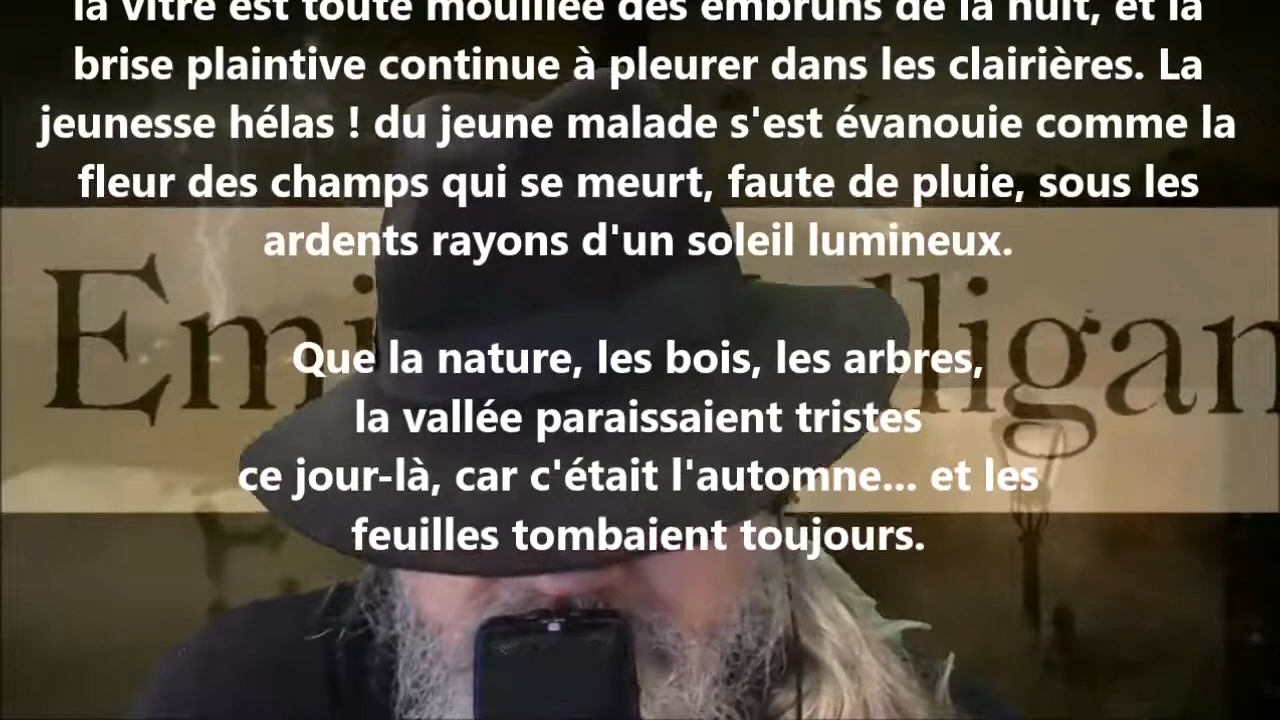 la vitre est toute mouillée des embruns de la nuit, et la
brise plaintive continue à pleurer dans les clairières. La
jeunesse hélas ! du jeune malade s'est évanouie comme la
fleur des champs qui se meurt, faute de pluie, sous les
ardents rayons d'un soleil lumineux.
Que la nature, les bois, les arbres,
la vallée paraissaient tristes
ce jour-là, car c'était l'automne... et les
feuilles tombaient toujours.